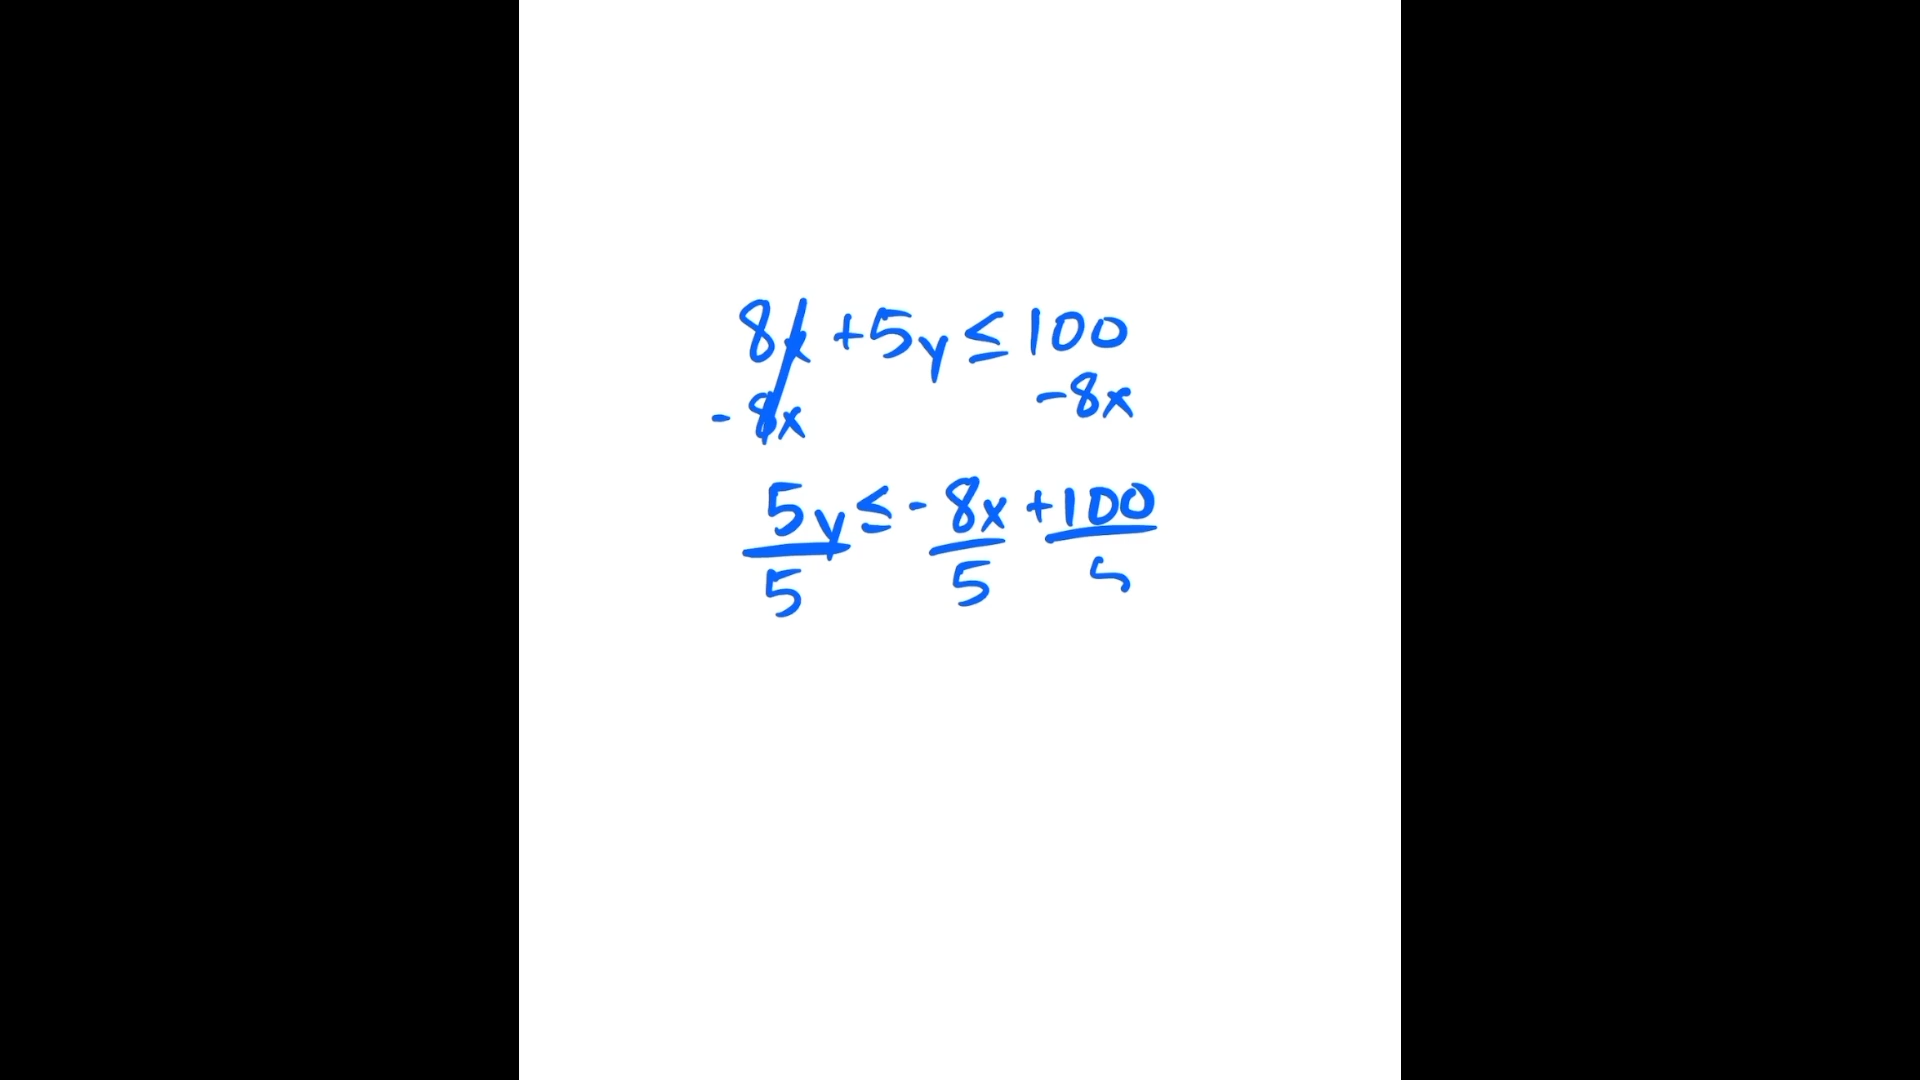 8x + 5y ≤ 100
- 8x - 8x
5y ≤ - 8x + 100
5 5 5